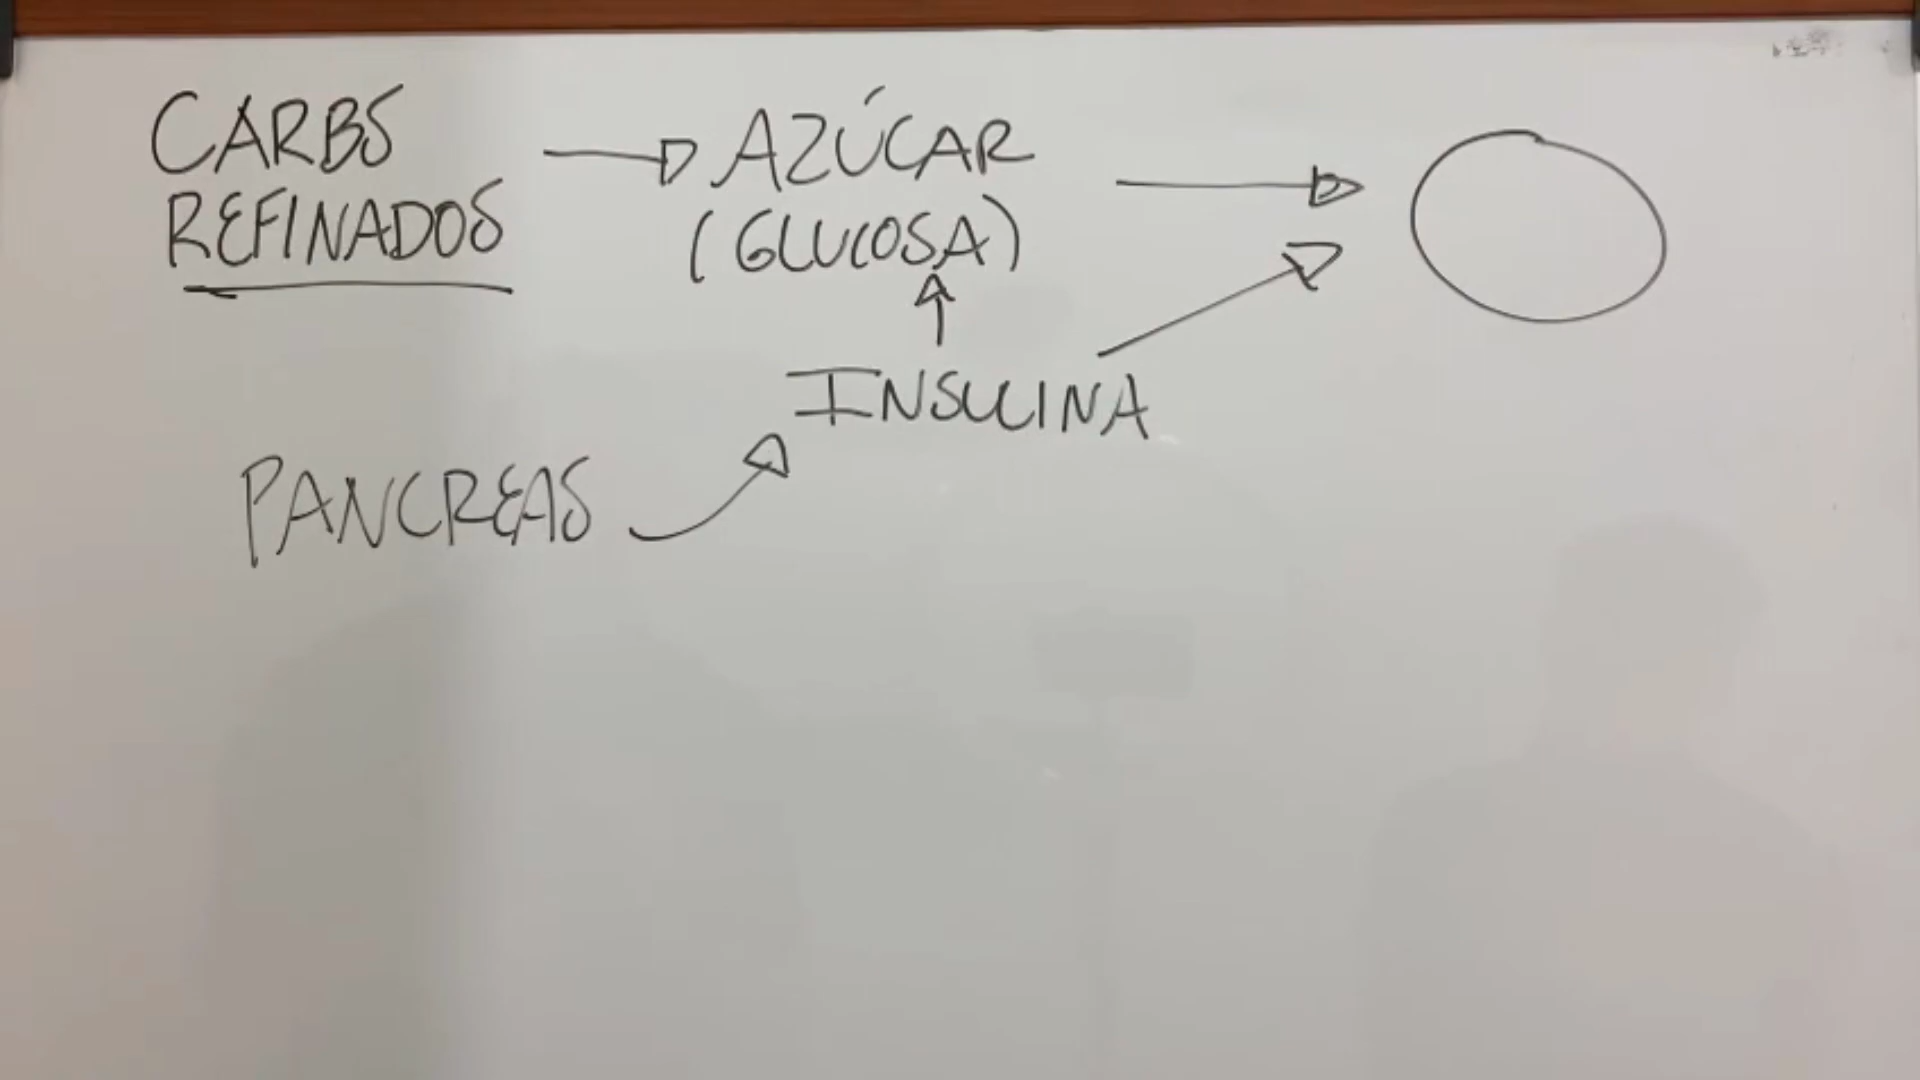 CARBS
REFINADOS
AZÚCAR
(GLUCOSA)
INSULINA
PANCREAS